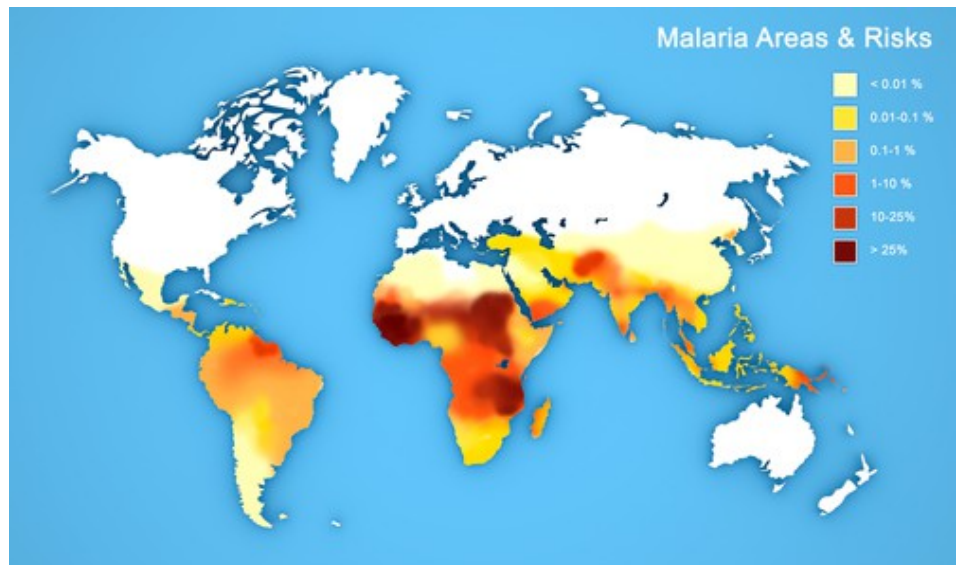 Malaria Areas & Risks
< 0.01 %
0.01-0.1 %
0.1-1 %
1-10 %
10-25%
> 25%